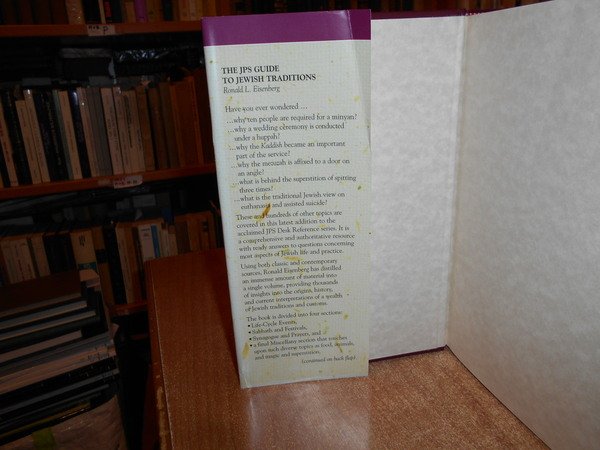 THE JPS GUIDE
TO JEWISH TRADITIONS
Ronald L. Eisenberg
Have you ever wondered ...
...why ten people are required for a minyan?
...why a wedding ceremony is conducted
under a huppah?
...why the Kaddish became an important
part of the service?
...why the mezuzah is affixed to a door on
an angle?
...what is behind the superstition of spitting
three times?
...what is the traditional Jewish view on
euthanasia and assisted suicide?
These and hundreds of other topics are
covered in this latest addition to the
acclaimed JPS Desk Reference series. It is
a comprehensive and authoritative resource
with ready answers to questions concerning
most aspects of Jewish life and practice.
Using both classic and contemporary
sources, Ronald Eisenberg has distilled
an immense amount of material into
a single volume, providing thousands
of insights into the origins, history,
and current interpretations of a wealth
of Jewish traditions and customs.
The book is divided into four sections:
• Life-Cycle Events,
• Sabbath and Festivals,
• Synagogue and Prayers, and
• a final Miscellany section that touches
upon such diverse topics as food, animals,
and magic and superstition.
(continued on back flap)